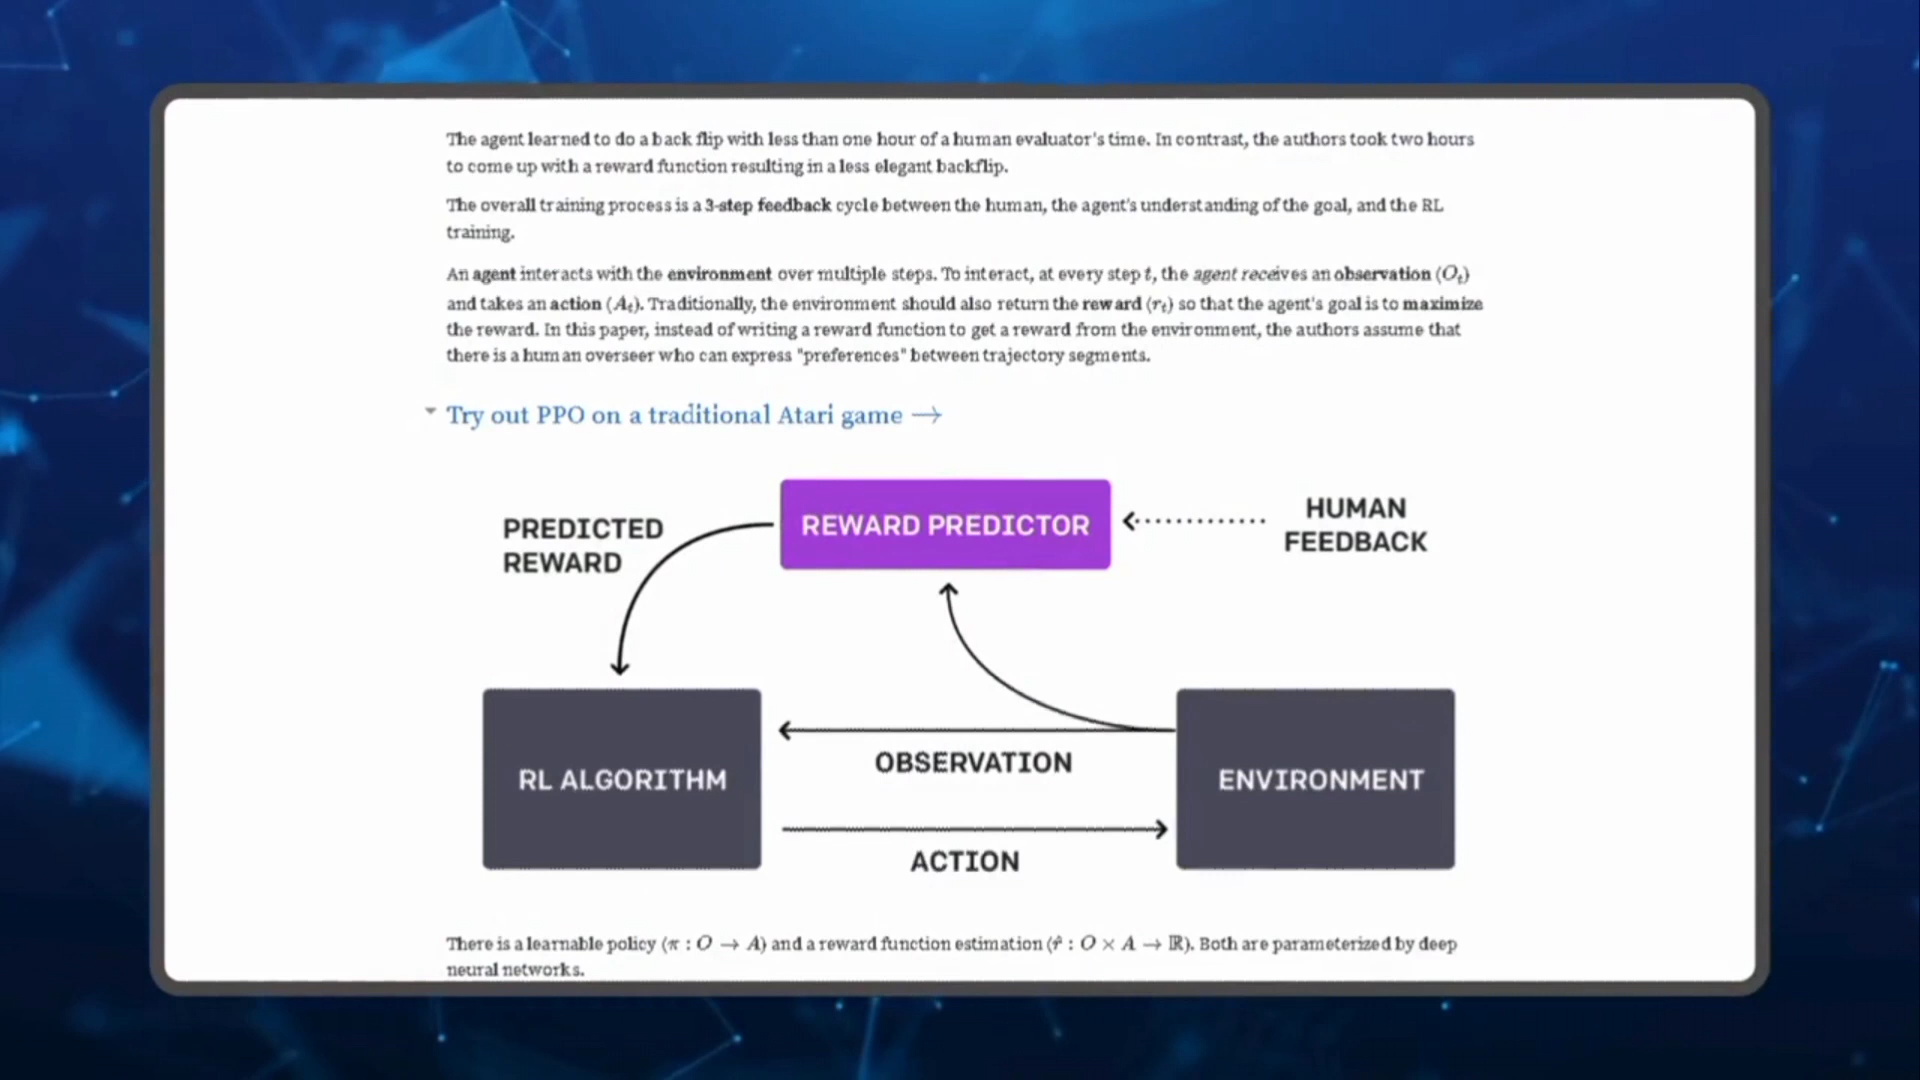 The agent learned to do a back flip with less than one hour of a human evaluator's time. In contrast, the authors took two hours
to come up with a reward function resulting in a less elegant backflip.
The overall training process is a 3-step feedback cycle between the human, the agent's understanding of the goal, and the RL
training.
An agent interacts with the environment over multiple steps. To interact, at every step t, the agent receives an observation (Oₜ)
and takes an action (Aₜ). Traditionally, the environment should also return the reward (rₜ) so that the agent's goal is to maximize
the reward. In this paper, instead of writing a reward function to get a reward from the environment, the authors assume that
there is a human overseer who can express "preferences" between trajectory segments.
Try out PPO on a traditional Atari game →
PREDICTED
REWARD
REWARD PREDICTOR
HUMAN
FEEDBACK
RL ALGORITHM
OBSERVATION
ACTION
ENVIRONMENT
There is a learnable policy (π : O → A) and a reward function estimation (r̂ : O × A → ℝ). Both are parameterized by deep
neural networks.